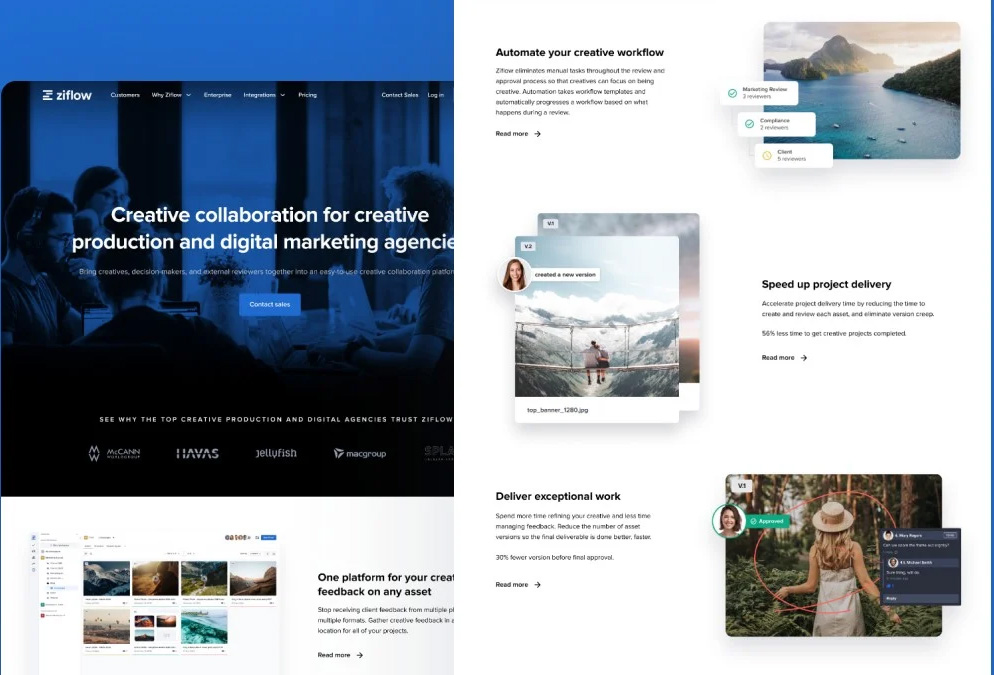 ziflow
Customers
Why Ziflow
Enterprise
Integrations
Pricing
Contact Sales
Log in
Creative collaboration for creative
production and digital marketing agencie
Bring creatives, decision-makers, and external reviewers together into an easy-to-use creative collaboration platfor
Contact sales
SEE WHY THE TOP CREATIVE PRODUCTION AND DIGITAL AGENCIES TRUST ZIFLOW
McCANN
WORLDGROUP
HAVAS
jellyfish
macgroup
SPLA
One platform for your creat
feedback on any asset
Stop receiving client feedback from multiple pl
multiple formats. Gather creative feedback in a
location for all of your projects.
Read more
Automate your creative workflow
Ziflow eliminates manual tasks throughout the review and
approval process so that creatives can focus on being
creative. Automation takes workflow templates and
automatically progresses a workflow based on what
happens during a review.
Read more
Marketing Review
3 reviewers
Compliance
2 reviewers
Client
5 reviewers
V.1
V.2
created a new version
top_banner_1280.jpg
Speed up project delivery
Accelerate project delivery time by reducing the time to
create and review each asset, and eliminate version creep.
56% less time to get creative projects completed.
Read more
Deliver exceptional work
Spend more time refining your creative and less time
managing feedback. Reduce the number of asset
versions so the final deliverable is done better, faster.
30% fewer version before final approval.
Read more
V.1
Approved
Reply